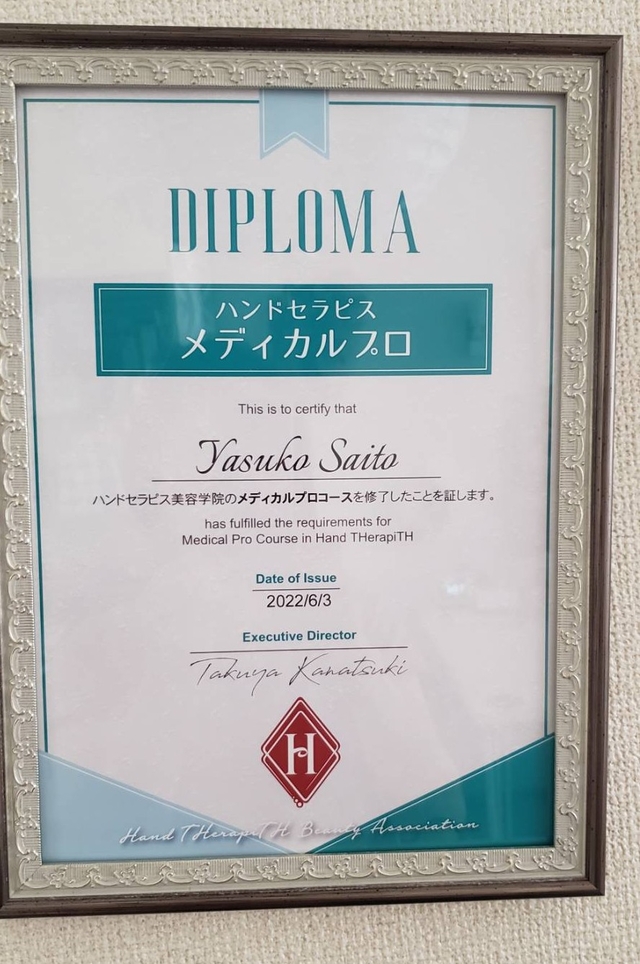 DIPLOMA
ハンドセラピス
メディカルプロ
This is to certify that
Yasuko Saito
ハンドセラピス美容学院のメディカルプロコースを修了したことを証します。
has fulfilled the requirements for
Medical Pro Course in Hand THerapiTH
Date of Issue
2022/6/3
Executive Director
Takuya Kanatsuki
H
Hand THerapiTH Beauty Association